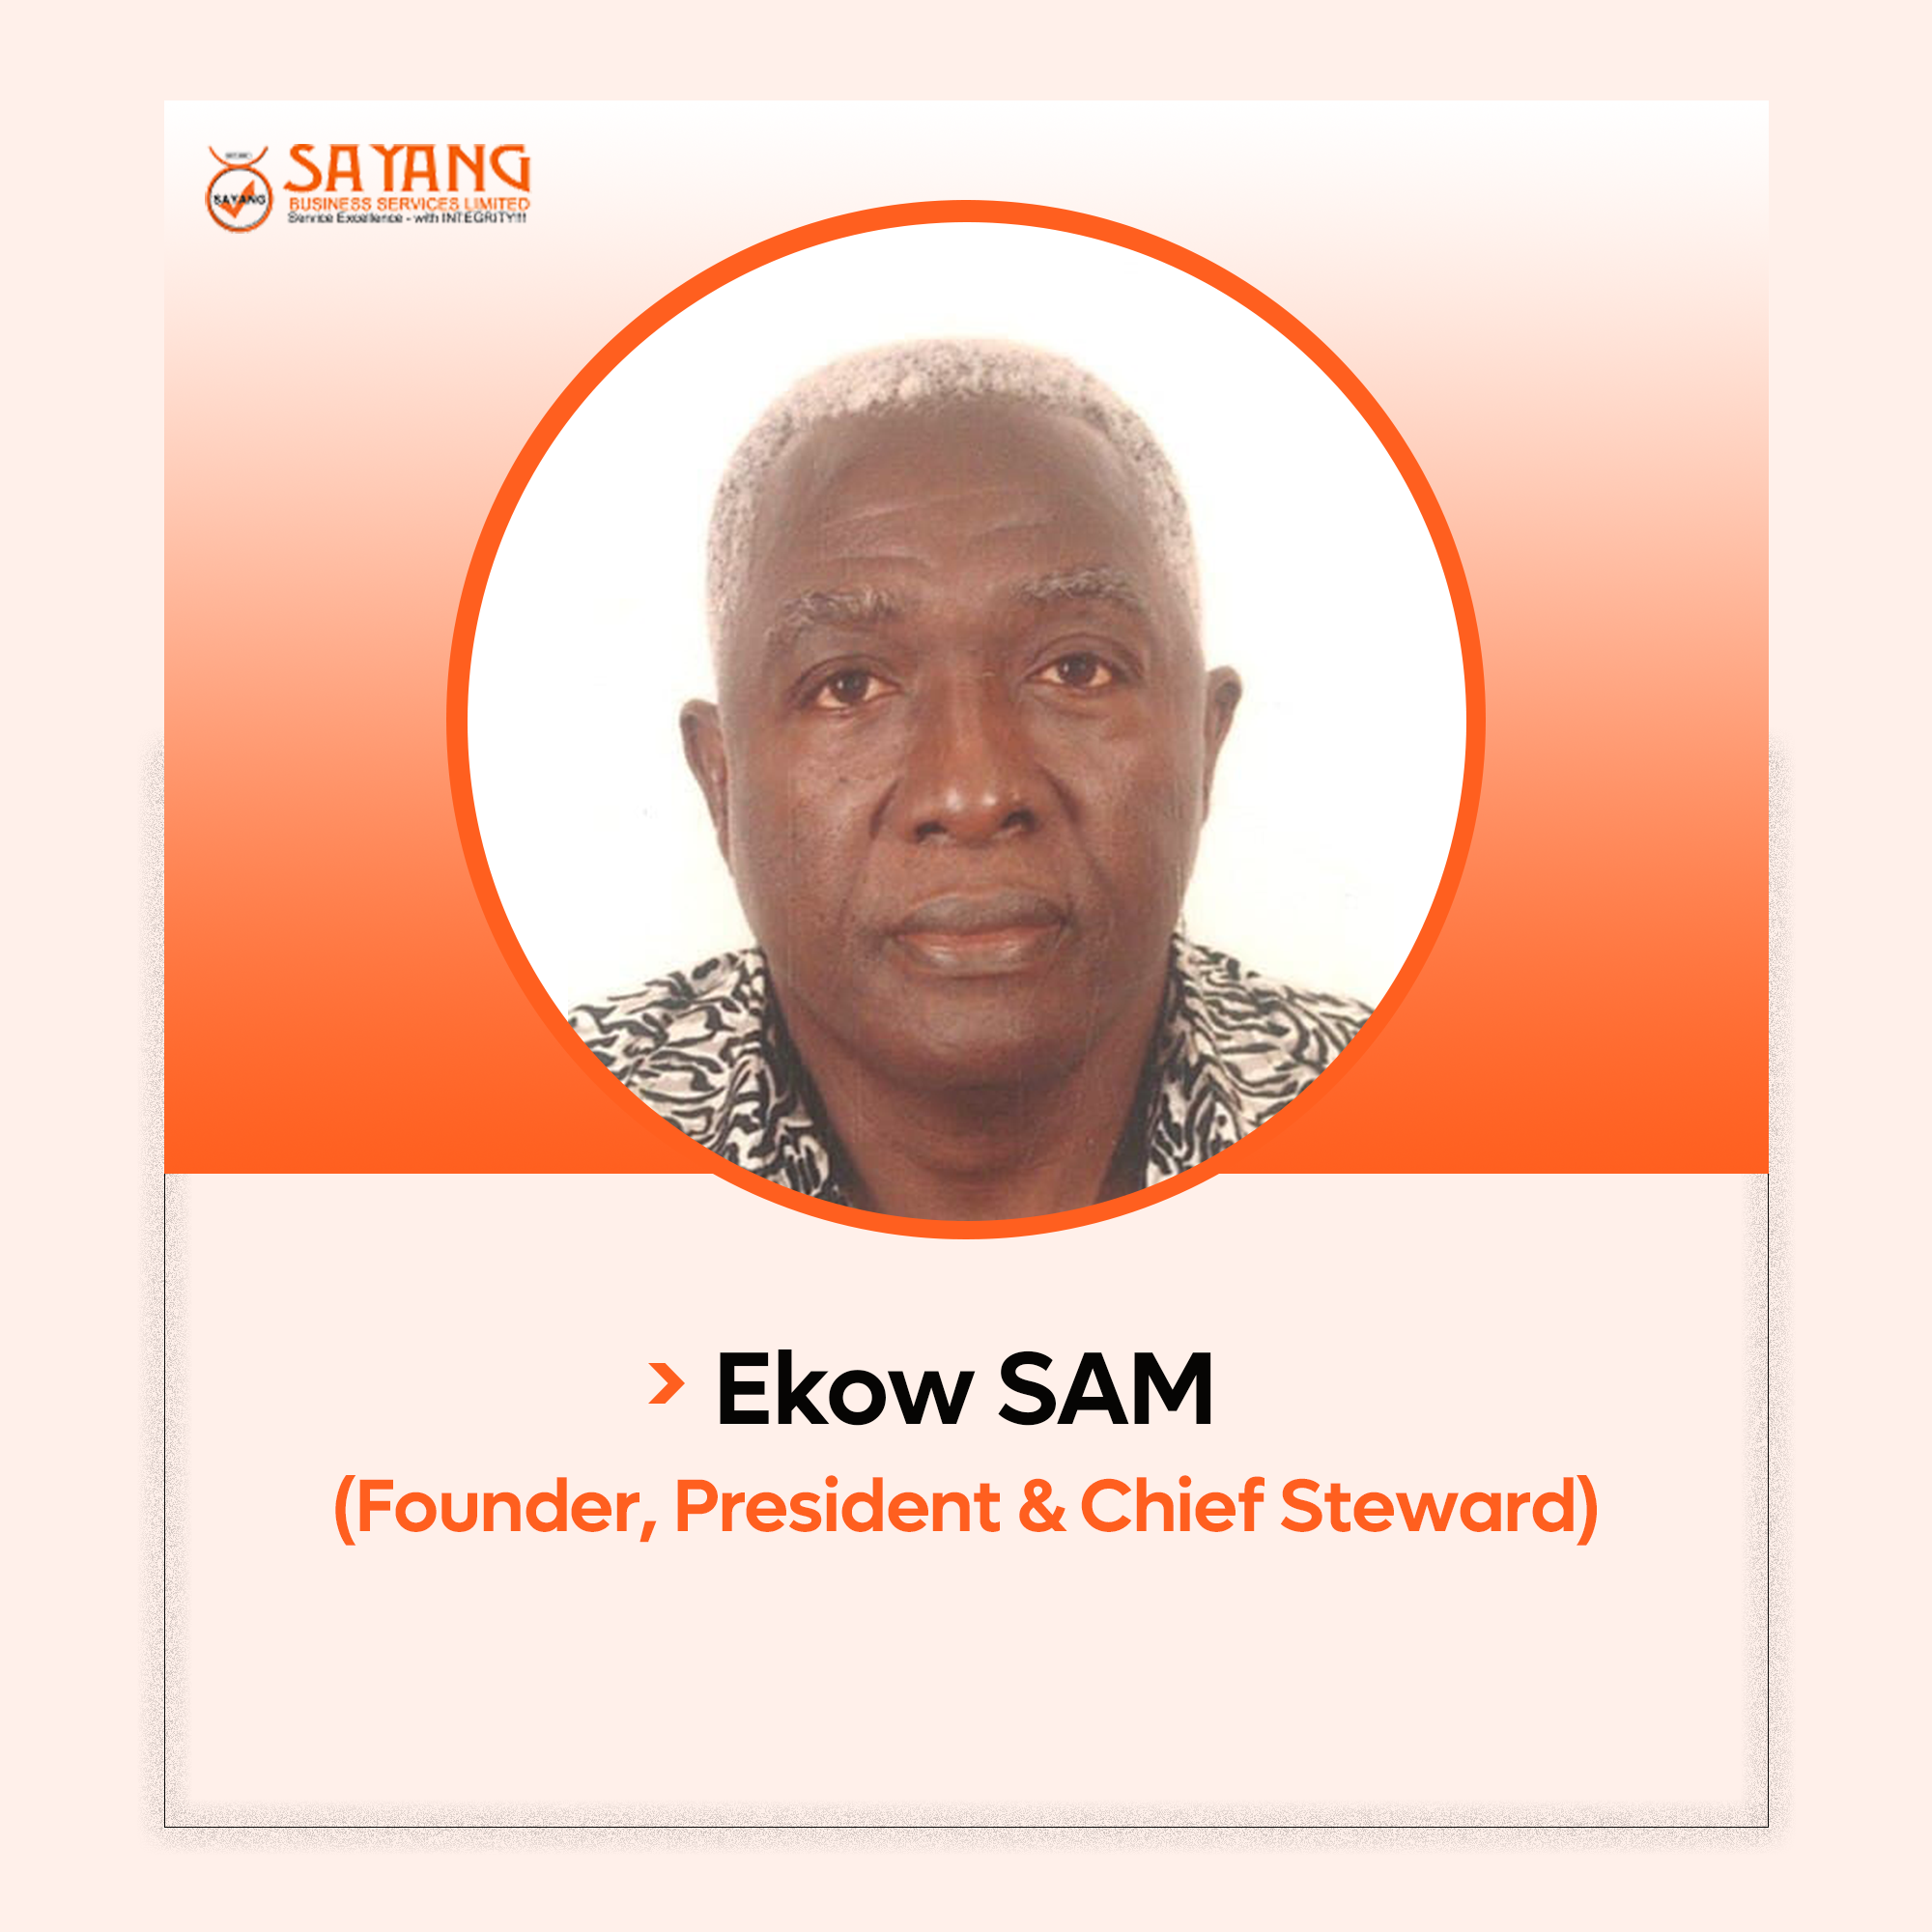 SAYANG
SAYANG
BUSINESS SERVICES LIMITED
Service Excellence - with INTEGRITY!!!
Ekow SAM
(Founder, President & Chief Steward)